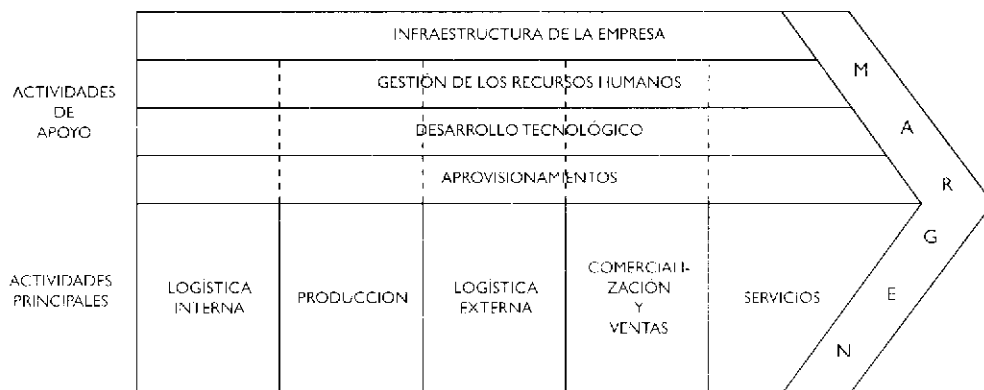 INFRAESTRUCTURA DE LA EMPRESA
GESTIÓN DE LOS RECURSOS HUMANOS
DESARROLLO TECNOLÓGICO
APROVISIONAMIENTOS
ACTIVIDADES
DE
APOYO
ACTIVIDADES
PRINCIPALES
LOGÍSTICA
INTERNA
PRODUCCION
LOGÍSTICA
EXTERNA
COMERCIALI-
ZACIÓN
Y
VENTAS
SERVICIOS
M
A
R
G
E
N